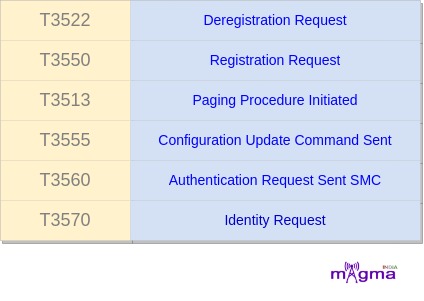 T3522 Deregistration Request
T3550 Registration Request
T3513 Paging Procedure Initiated
T3555 Configuration Update Command Sent
T3560 Authentication Request Sent SMC
T3570 Identity Request
INDIA
magma